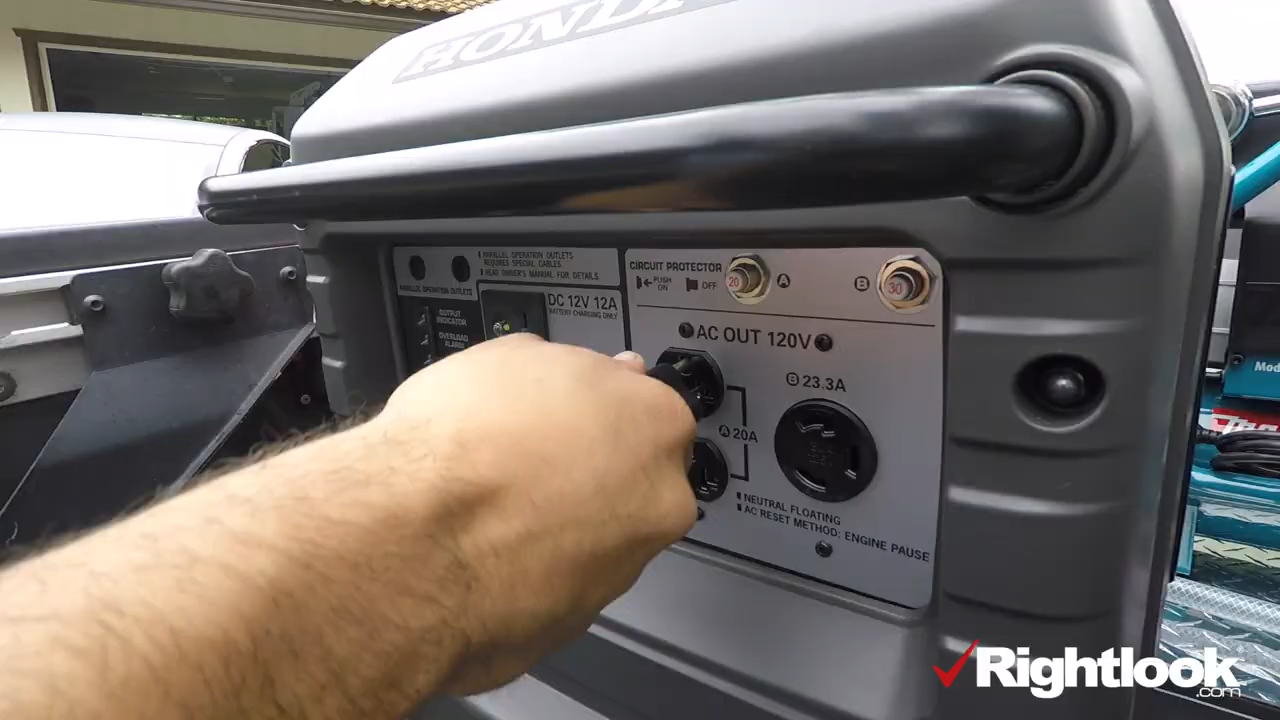 HONDA
PARALLEL OPERATION OUTLETS
REQUIRES SPECIAL CABLES.
READ OWNER'S MANUAL FOR DETAILS.
PARALLEL OPERATION OUTLETS
OUTPUT
INDICATOR
OVERLOAD
ALARM
DC 12V 12A
BATTERY CHARGING ONLY
CIRCUIT PROTECTOR
PUSH
ON
OFF
20
A
B
30
AC OUT 120V
B 23.3A
A 20A
NEUTRAL FLOATING
AC RESET METHOD: ENGINE PAUSE
Mod
Rightlook
.com